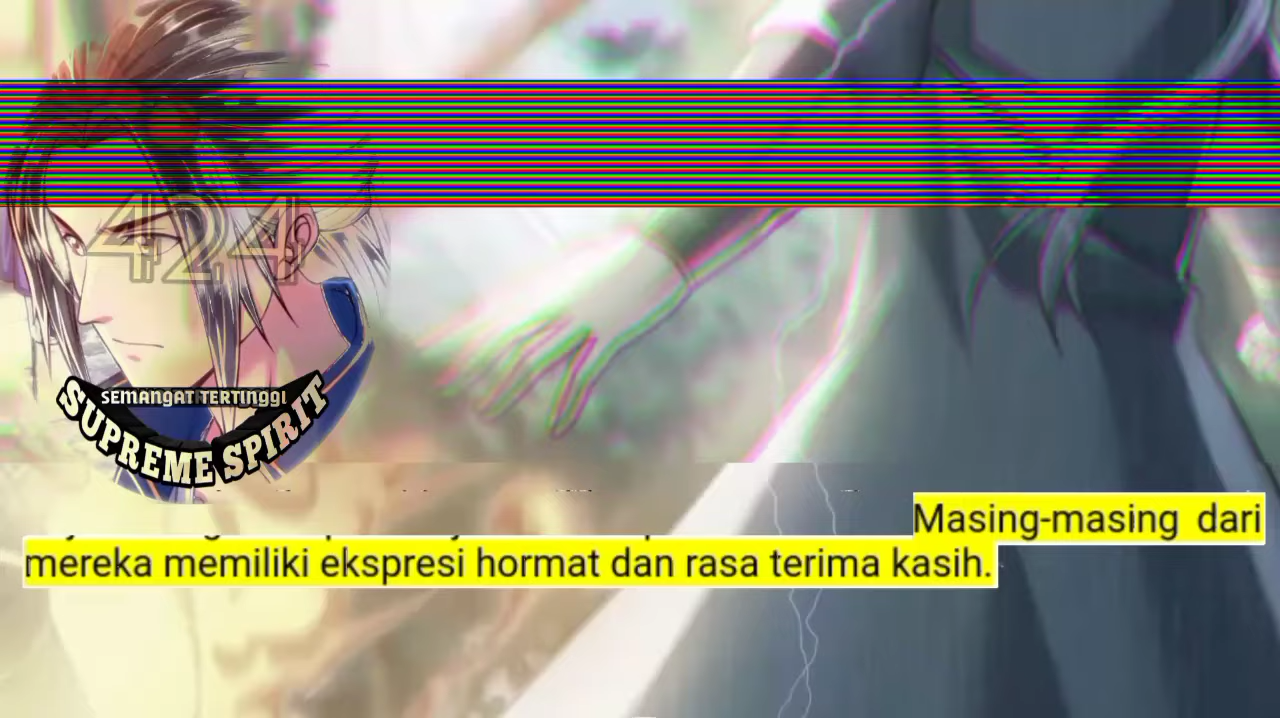 424
SEMANGAT TERTINGGI
SUPREME SPIRIT
Masing-masing dari
mereka memiliki ekspresi hormat dan rasa terima kasih.